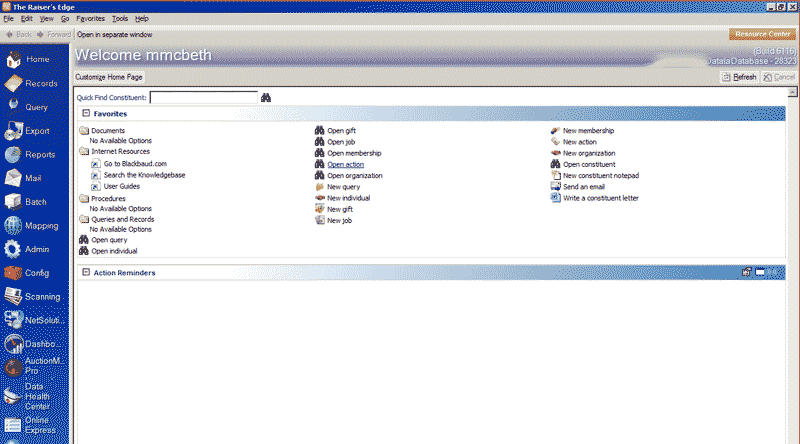 The Raiser's Edge
File Edit View Go Favorites Tools Help
Back Forward Open in separate window Resource Center
Welcome mmcbeth
(Build 6116)
Database - 28323
Customize Home Page Refresh Cancel
Quick Find Constituent:
Favorites
Documents
No Available Options
Internet Resources
Go to Blackbaud.com
Search the Knowledgebase
User Guides
Procedures
No Available Options
Queries and Records
No Available Options
Open query
Open individual
Open gift
Open job
Open membership
Open action
Open organization
New query
New individual
New gift
New job
New membership
New action
New organization
Open constituent
New constituent notepad
Send an email
Write a constituent letter
Action Reminders
Home
Records
Query
Export
Reports
Mail
Batch
Mapping
Admin
Config
Scanning
NetSoluti...
Dashbo...
AuctionM...
Pro
Data
Health
Center
Online
Express